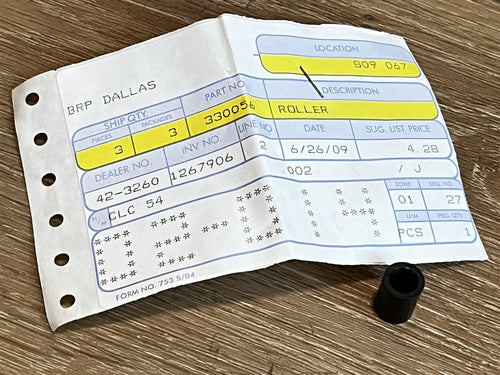 LOCATION
B09 067
BRP DALLAS
SHIP QTY.
PIECES PACKAGES PART NO. DESCRIPTION
3 3 330056 ROLLER
DEALER NO. INV NO. LINE NO. DATE SUG. LIST PRICE
42-3260 1267906 2 6/26/09 4.28
H/M CLC 54 .002 / J
ZONE SEQ. NO.
01 27
U/M PKG. QTY.
PCS 1
FORM NO. 753 5/04